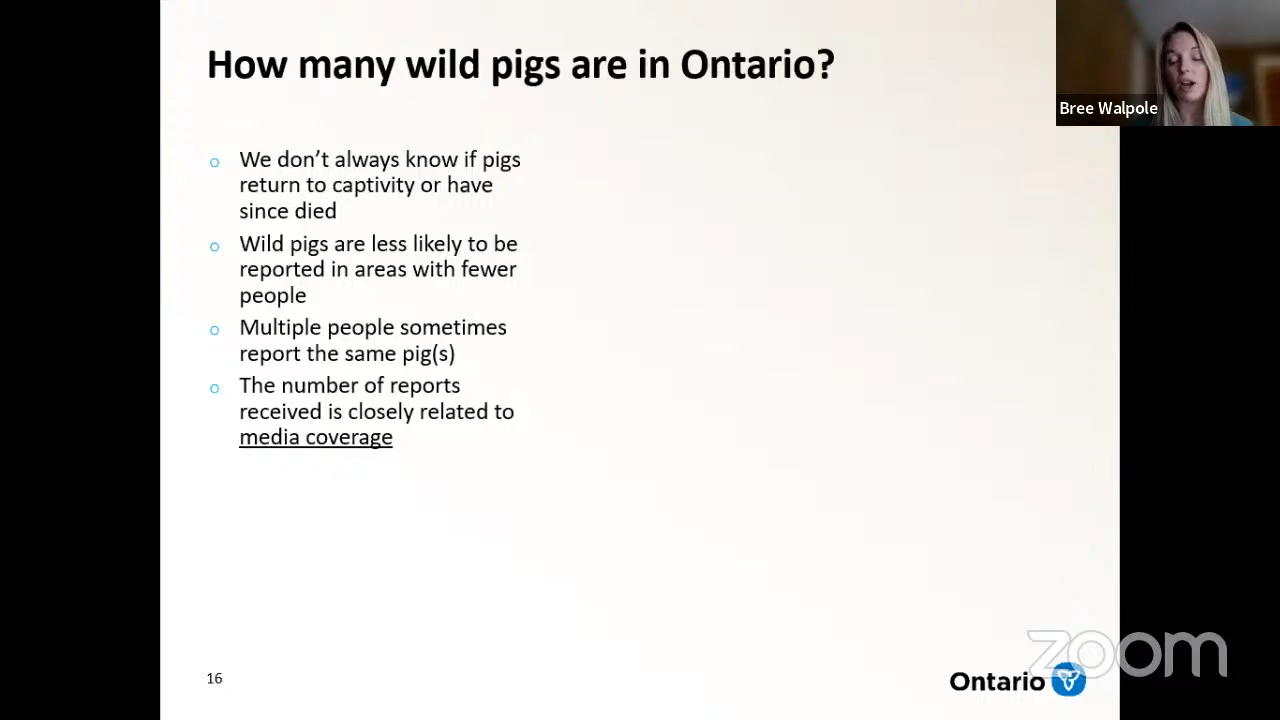 How many wild pigs are in Ontario?
Bree Walpole
o We don’t always know if pigs
return to captivity or have
since died
o Wild pigs are less likely to be
reported in areas with fewer
people
o Multiple people sometimes
report the same pig(s)
o The number of reports
received is closely related to
media coverage
zoom
16
Ontario